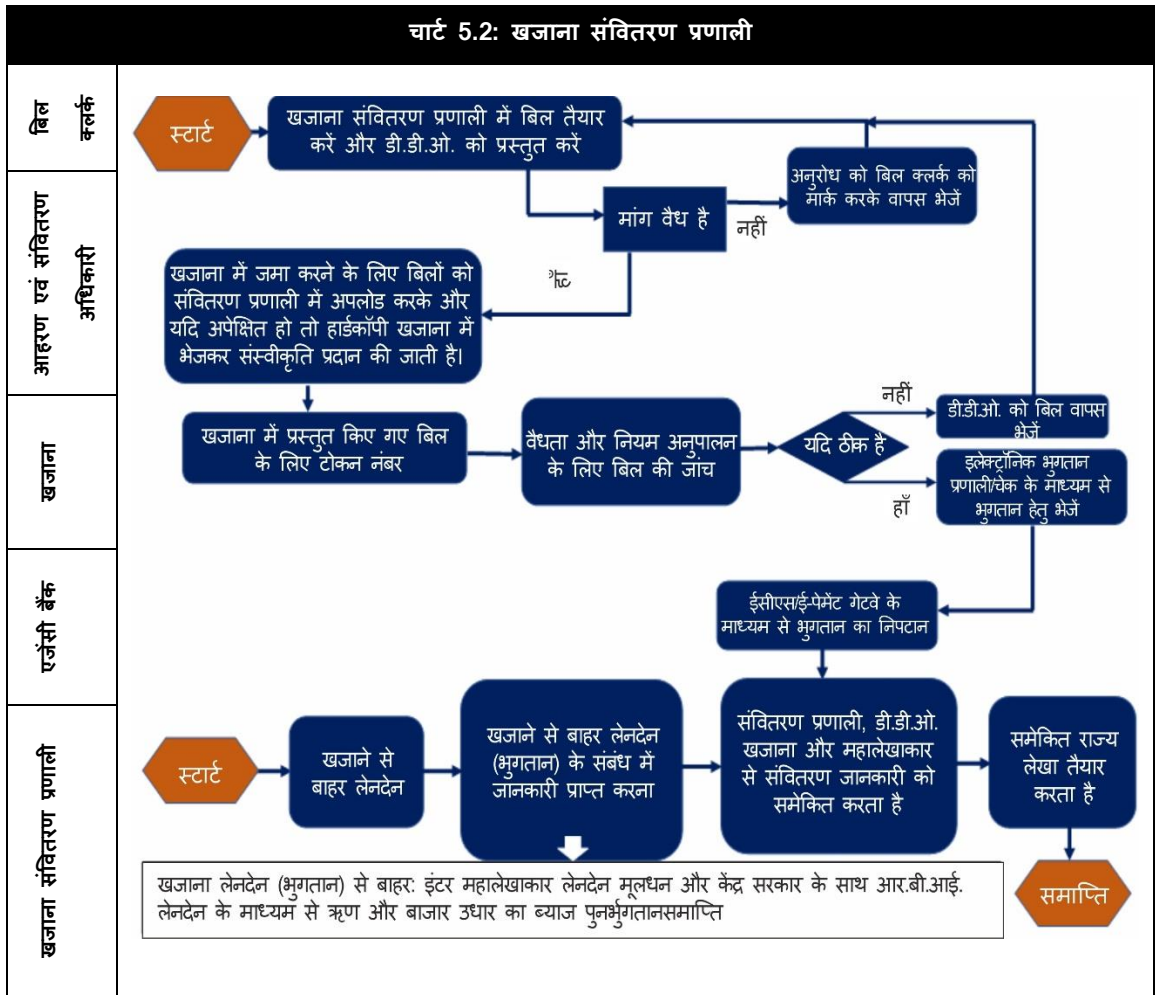 चार्ट 5.2: खजाना संवितरण प्रणाली
बिल
क्लर्क
स्टार्ट
खजाना संवितरण प्रणाली में बिल तैयार
करें और डी.डी.ओ. को प्रस्तुत करें
आहरण एवं संवितरण
अधिकारी
मांग वैध है
नहीं
अनुरोध को बिल क्लर्क को
मार्क करके वापस भेजें
हाँ
खजाना में जमा करने के लिए बिलों को
संवितरण प्रणाली में अपलोड करके और
यदि अपेक्षित हो तो हार्डकॉपी खजाना में
भेजकर संस्वीकृति प्रदान की जाती है।
खजाना
खजाना में प्रस्तुत किए गए बिल
के लिए टोकन नंबर
वैधता और नियम अनुपालन
के लिए बिल की जांच
यदि ठीक है
नहीं
डी.डी.ओ. को बिल वापस
भेजें
हाँ
इलेक्ट्रॉनिक भुगतान
प्रणाली/चेक के माध्यम से
भुगतान हेतु भेजें
एजेंसी बैंक
ईसीएस/ई-पेमेंट गेटवे के
माध्यम से भुगतान का निपटान
खजाना संवितरण प्रणाली
स्टार्ट
खजाने से
बाहर लेनदेन
खजाने से बाहर लेनदेन
(भुगतान) के संबंध में
जानकारी प्राप्त करना
संवितरण प्रणाली, डी.डी.ओ.
खजाना और महालेखाकार
से संवितरण जानकारी को
समेकित करता है
समेकित राज्य
लेखा तैयार
करता है
समाप्ति
खजाना लेनदेन (भुगतान) से बाहर: इंटर महालेखाकार लेनदेन मूलधन और केंद्र सरकार के साथ आर.बी.आई.
लेनदेन के माध्यम से ऋण और बाजार उधार का ब्याज पुनर्भुगतानसमाप्ति